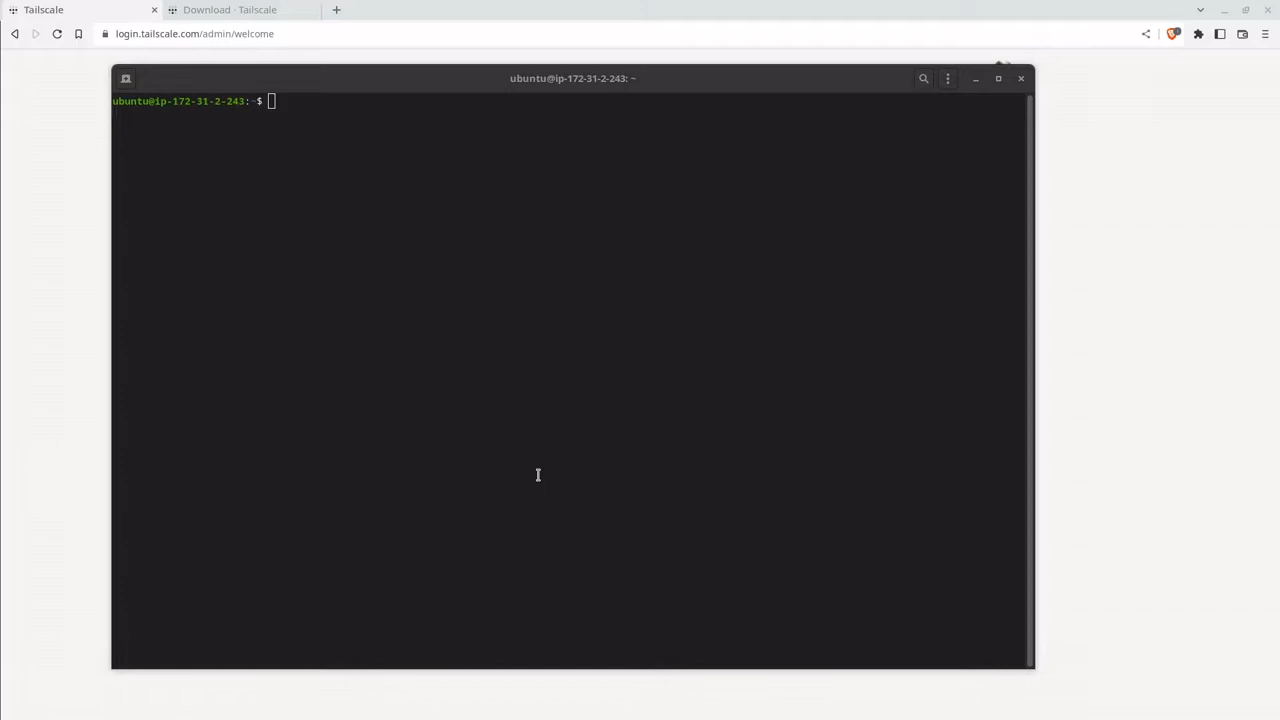 Tailscale
Download · Tailscale
login.tailscale.com/admin/welcome
ubuntu@ip-172-31-2-243: ~
ubuntu@ip-172-31-2-243:~$